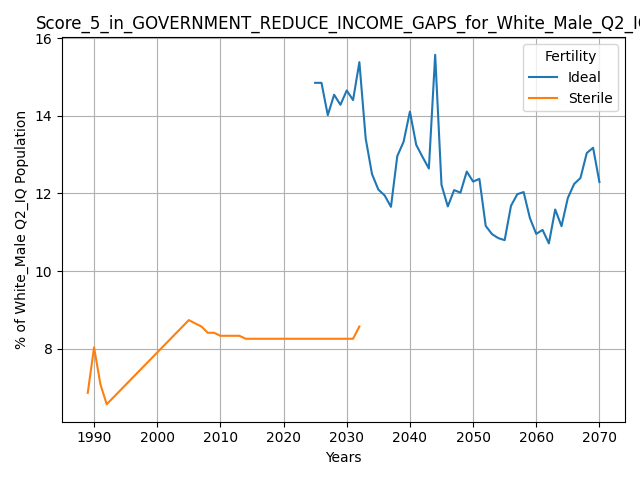 Score_5_in_GOVERNMENT_REDUCE_INCOME_GAPS_for_White_Male_Q2_IQ
Fertility
Ideal
Sterile
% of White_Male Q2_IQ Population
16
14
12
10
8
1990 2000 2010 2020 2030 2040 2050 2060 2070
Years